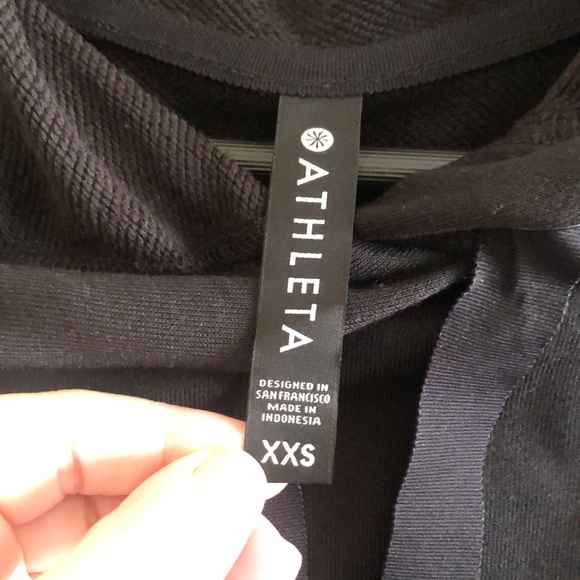 ATHLETA
DESIGNED IN
SAN FRANCISCO
MADE IN
INDONESIA
XXS